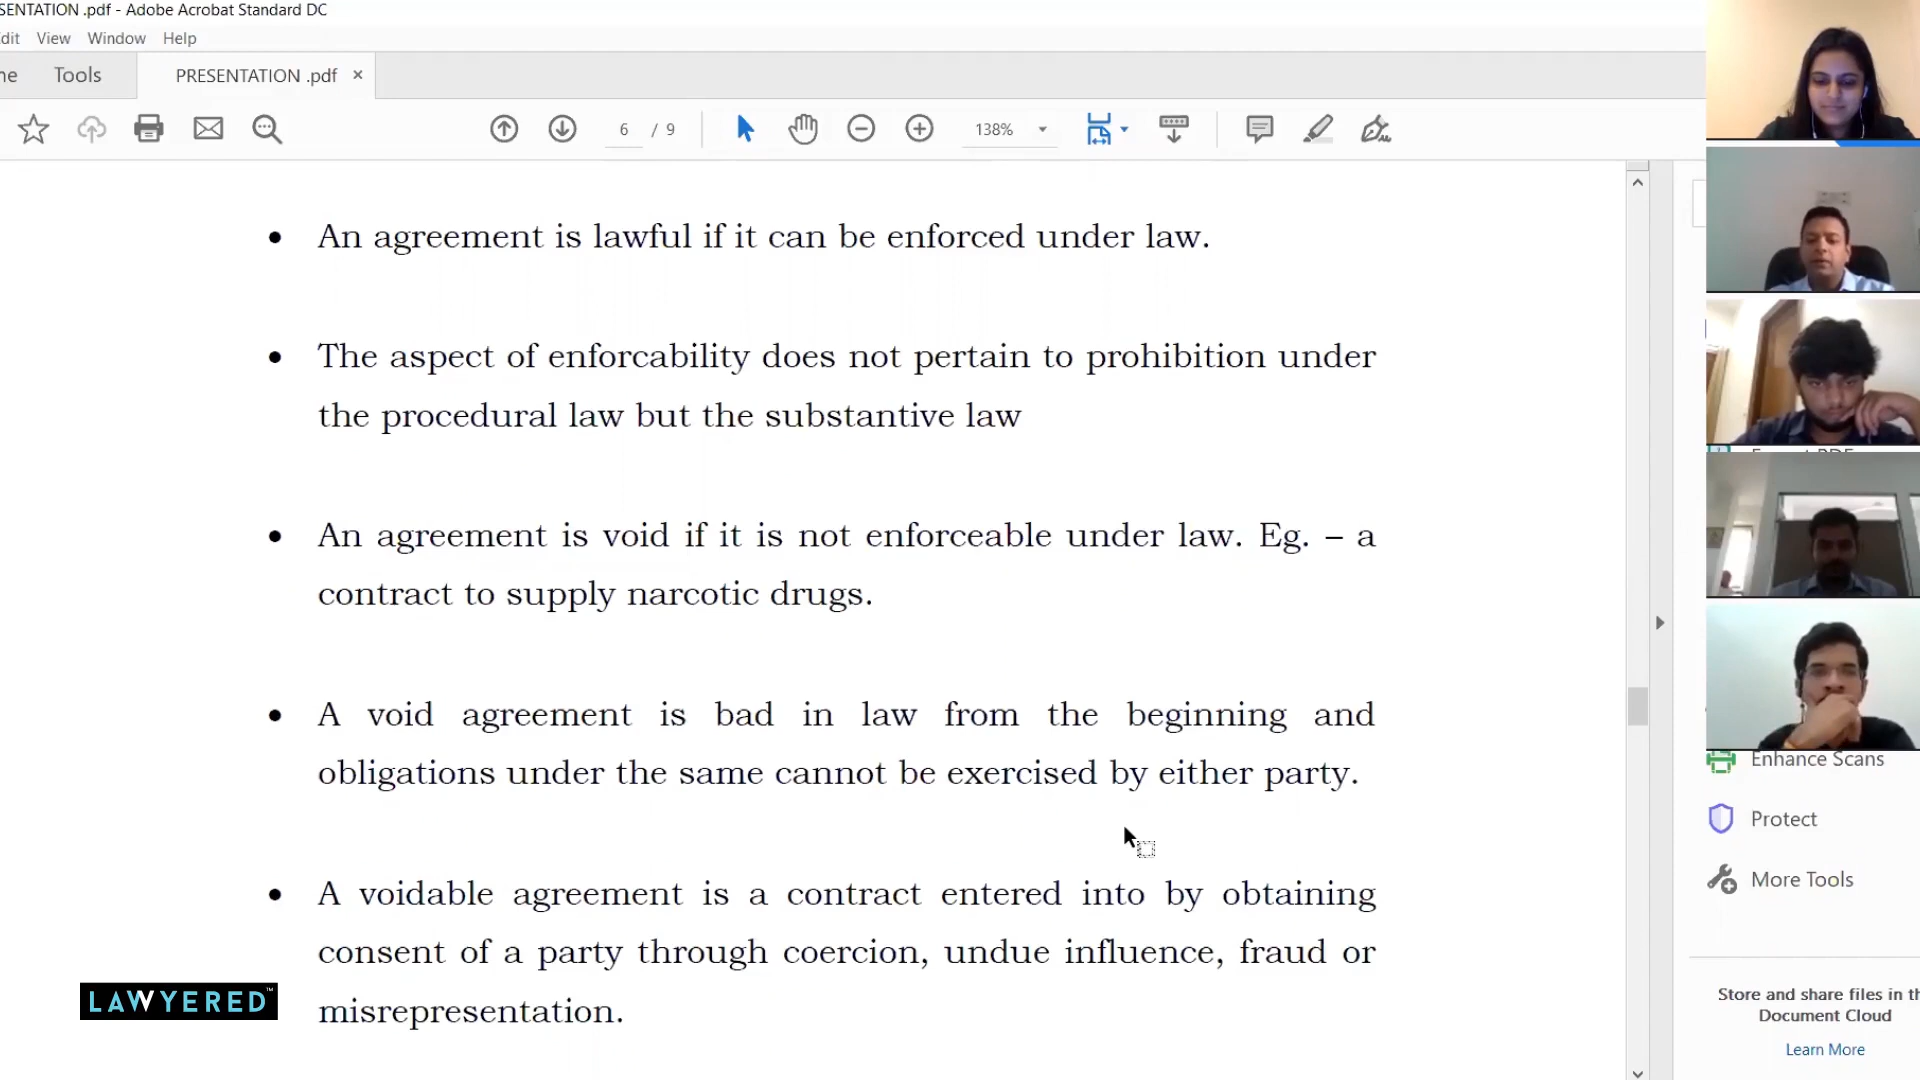 SENTATION .pdf - Adobe Acrobat Standard DC
dit View Window Help
me Tools PRESENTATION .pdf ×
6 / 9 138%
• An agreement is lawful if it can be enforced under law.
• The aspect of enforcability does not pertain to prohibition under
the procedural law but the substantive law
• An agreement is void if it is not enforceable under law. Eg. – a
contract to supply narcotic drugs.
• A void agreement is bad in law from the beginning and
obligations under the same cannot be exercised by either party.
• A voidable agreement is a contract entered into by obtaining
consent of a party through coercion, undue influence, fraud or
misrepresentation.
LAWYERED™
Enhance Scans
Protect
More Tools
Store and share files in th
Document Cloud
Learn More